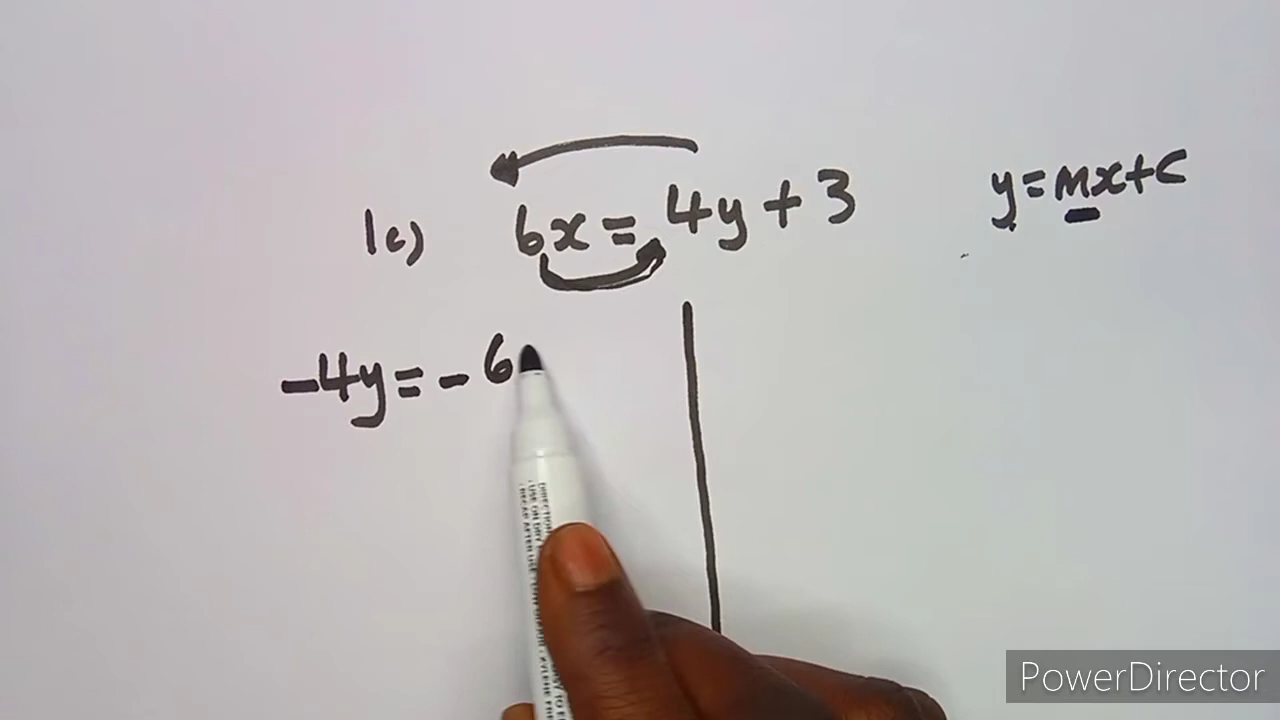 1c) 6x = 4y + 3
y = mx + c
-4y = - 6
PowerDirector